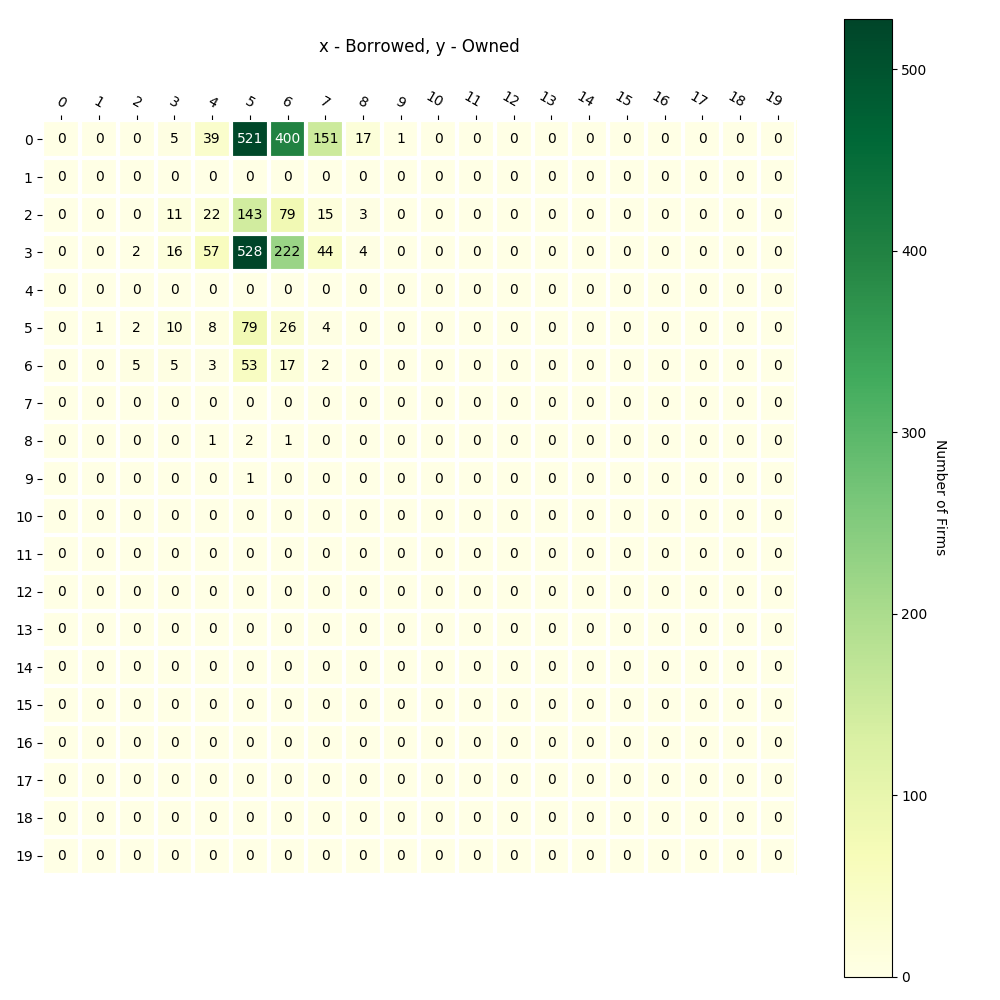 x - Borrowed, y - Owned
0 1 2 3 4 5 6 7 8 9 10 11 12 13 14 15 16 17 18 19
0 0 0 0 5 39 521 400 151 17 1 0 0 0 0 0 0 0 0 0 0
1 0 0 0 0 0 0 0 0 0 0 0 0 0 0 0 0 0 0 0 0
2 0 0 0 11 22 143 79 15 3 0 0 0 0 0 0 0 0 0 0 0
3 0 0 2 16 57 528 222 44 4 0 0 0 0 0 0 0 0 0 0 0
4 0 0 0 0 0 0 0 0 0 0 0 0 0 0 0 0 0 0 0 0
5 0 1 2 10 8 79 26 4 0 0 0 0 0 0 0 0 0 0 0 0
6 0 0 5 5 3 53 17 2 0 0 0 0 0 0 0 0 0 0 0 0
7 0 0 0 0 0 0 0 0 0 0 0 0 0 0 0 0 0 0 0 0
8 0 0 0 0 1 2 1 0 0 0 0 0 0 0 0 0 0 0 0 0
9 0 0 0 0 0 1 0 0 0 0 0 0 0 0 0 0 0 0 0 0
10 0 0 0 0 0 0 0 0 0 0 0 0 0 0 0 0 0 0 0 0
11 0 0 0 0 0 0 0 0 0 0 0 0 0 0 0 0 0 0 0 0
12 0 0 0 0 0 0 0 0 0 0 0 0 0 0 0 0 0 0 0 0
13 0 0 0 0 0 0 0 0 0 0 0 0 0 0 0 0 0 0 0 0
14 0 0 0 0 0 0 0 0 0 0 0 0 0 0 0 0 0 0 0 0
15 0 0 0 0 0 0 0 0 0 0 0 0 0 0 0 0 0 0 0 0
16 0 0 0 0 0 0 0 0 0 0 0 0 0 0 0 0 0 0 0 0
17 0 0 0 0 0 0 0 0 0 0 0 0 0 0 0 0 0 0 0 0
18 0 0 0 0 0 0 0 0 0 0 0 0 0 0 0 0 0 0 0 0
19 0 0 0 0 0 0 0 0 0 0 0 0 0 0 0 0 0 0 0 0
500
400
300
200
100
0
Number of Firms